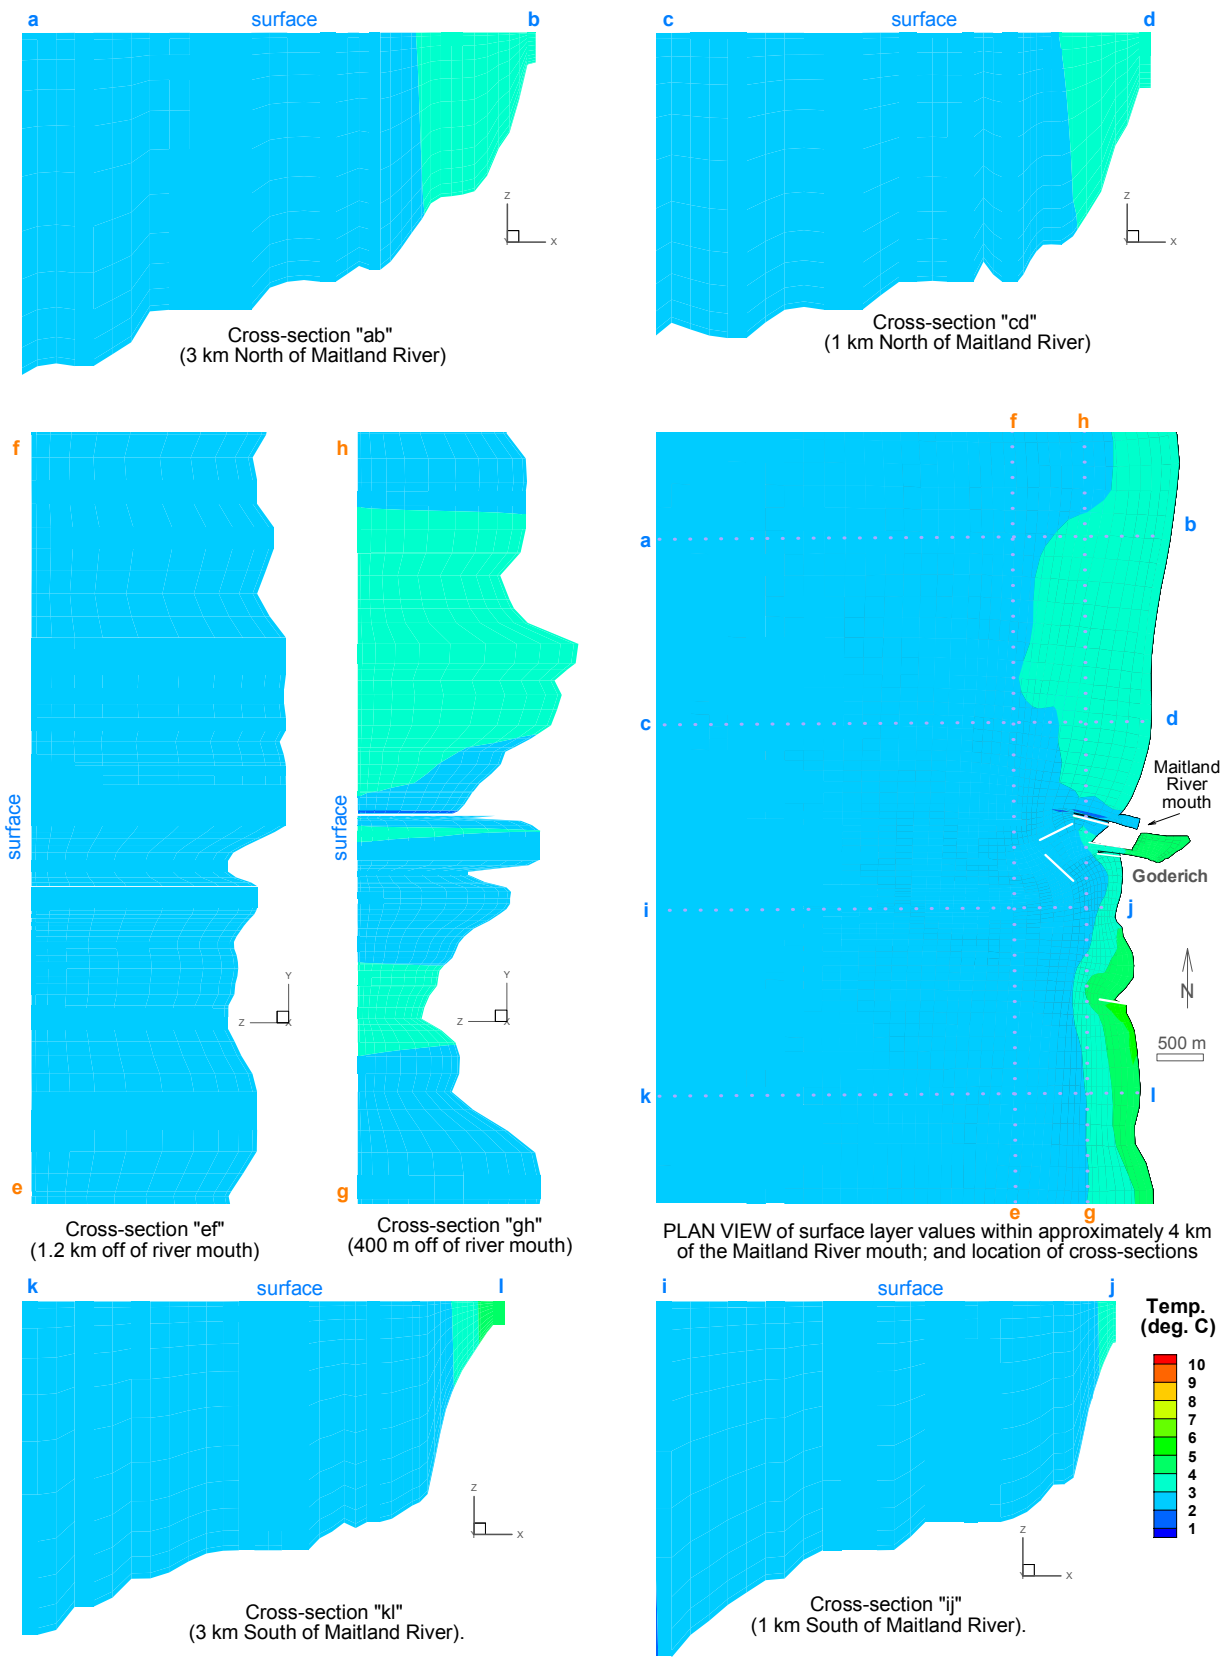 a surface b
c surface d
Z
X
Y
Z
X
Y
Cross-section "ab"
(3 km North of Maitland River)
Cross-section "cd"
(1 km North of Maitland River)
f
surface
e
Y
Z
X
Cross-section "ef"
(1.2 km off of river mouth)
h
surface
g
Y
Z
X
Cross-section "gh"
(400 m off of river mouth)
f h
a b
c d
Maitland
River
mouth
Goderich
i j
N
500 m
k l
e g
PLAN VIEW of surface layer values within approximately 4 km
of the Maitland River mouth; and location of cross-sections
k surface l
Z
X
Y
Cross-section "kl"
(3 km South of Maitland River).
i surface j
Z
X
Y
Cross-section "ij"
(1 km South of Maitland River).
Temp.
(deg. C)
10
9
8
7
6
5
4
3
2
1